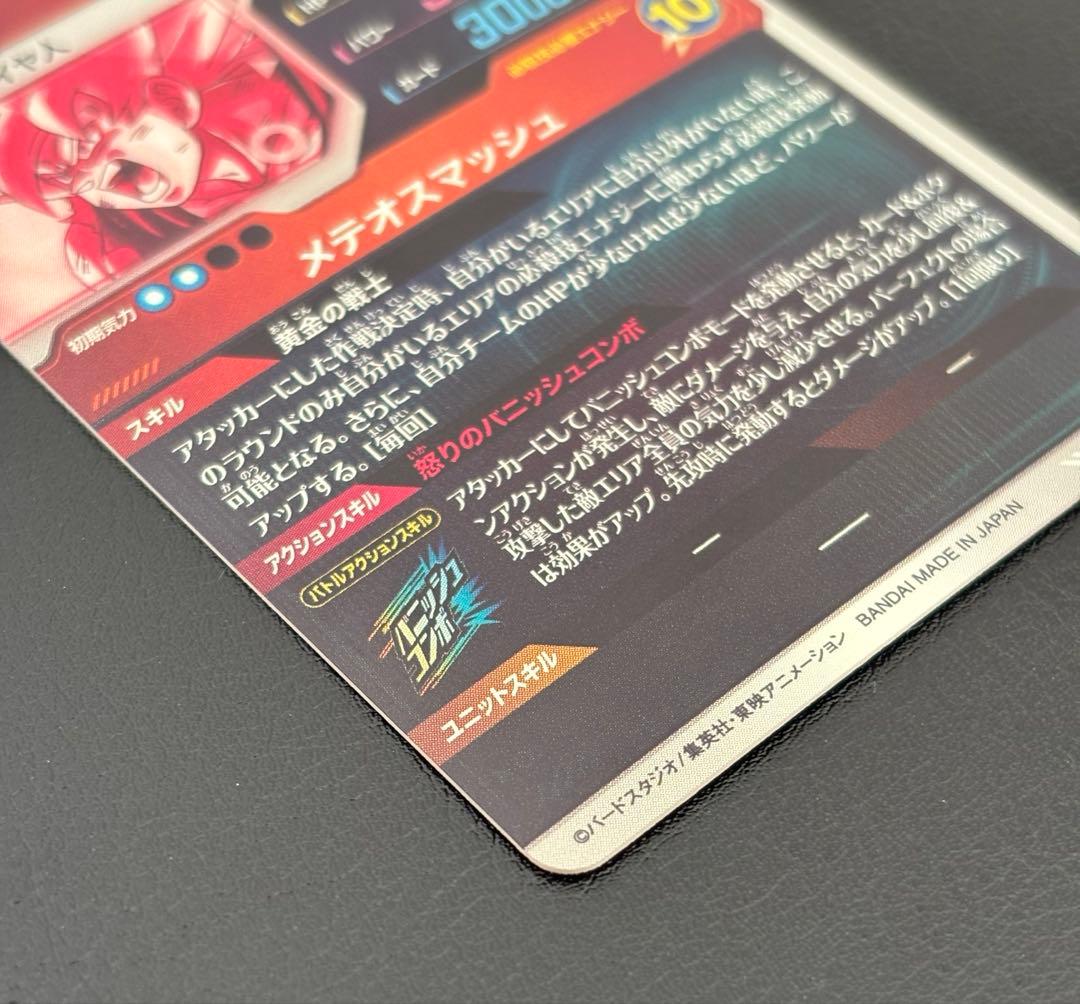 イヤ人
パワー
ガード
3000
10
メテオスマッシュ
初期気力
スキル
黄金の戦士
アタッカーにした作戦決定時、自分がいるエリアに自分以外がいない時、こ
のラウンドのみ自分がいるエリアの必殺技エナジーに関わらず必殺技発動
可能となる。さらに、自分チームのHPが少なければ少ないほど、パワーが
アップする。[毎回]
アクションスキル
怒りのバニッシュコンボ
バトルアクションスキル
バニッシュ
コンボ
アタッカーにしてバニッシュコンボモードを発動させると、カードバニッシュコ
ンアクションが発生し、敵にダメージを与え、自分の気力を少し回復&
攻撃した敵エリア全員の気力を少し減少させる。パーフェクトの場合
は効果がアップ。先攻時に発動するとダメージがアップ。[1回限り]
ユニットスキル
©バードスタジオ/集英社・東映アニメーション BANDAI MADE IN JAPAN